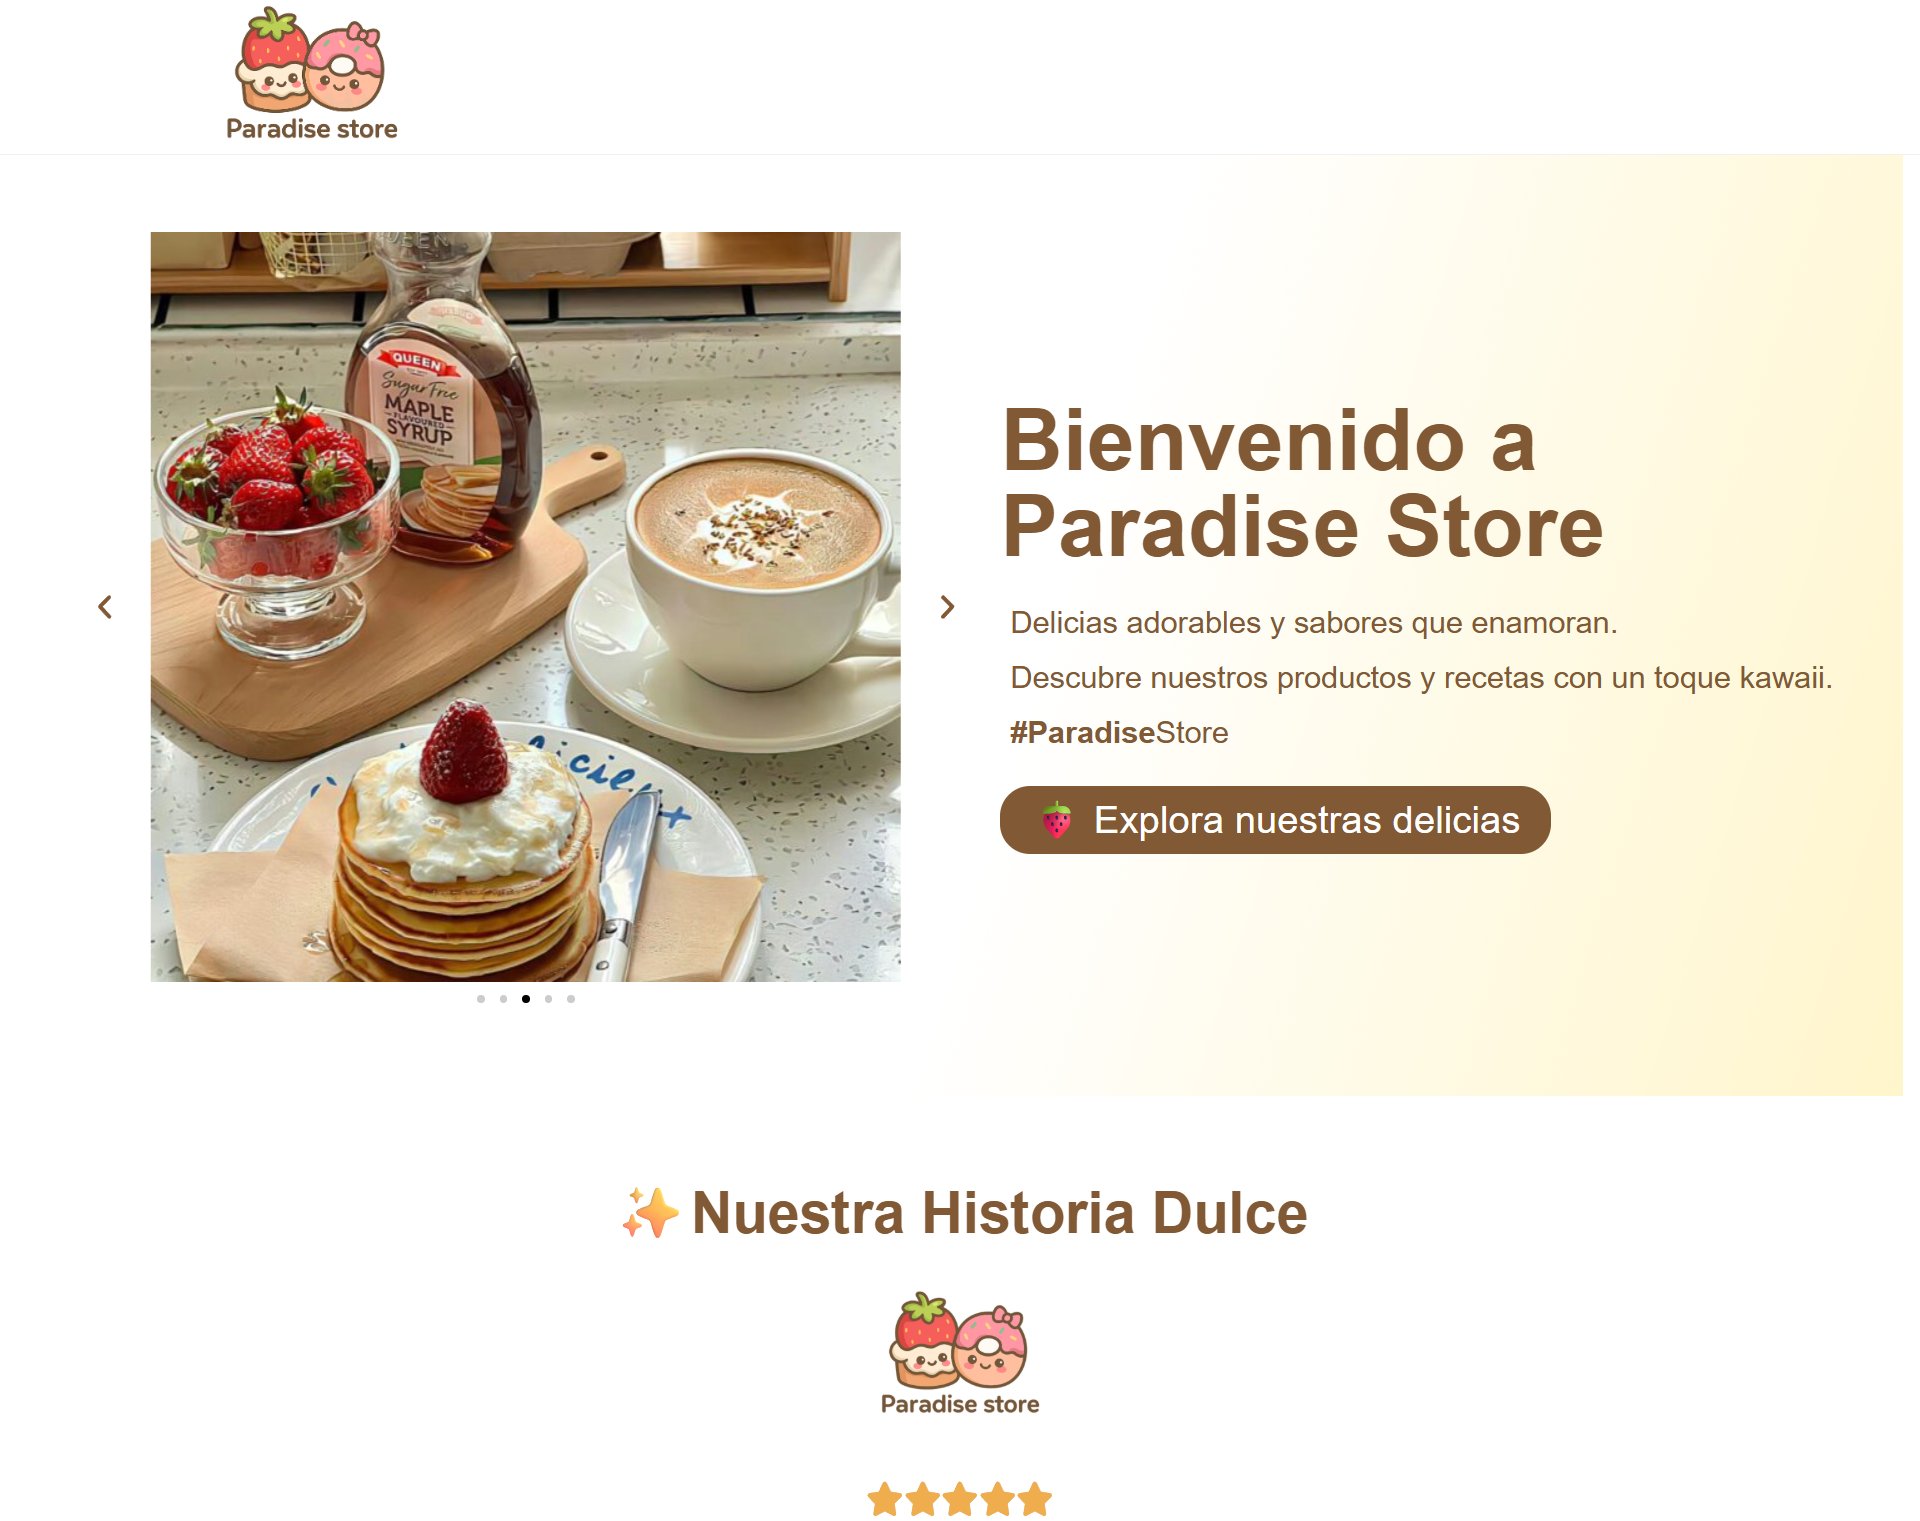 Paradise store
QUEEN
QUEEN
Sugar Free
MAPLE
FLAVOURED
SYRUP
Bienvenido a
Paradise Store
Delicias adorables y sabores que enamoran.
Descubre nuestros productos y recetas con un toque kawaii.
#ParadiseStore
Explora nuestras delicias
Nuestra Historia Dulce
Paradise store